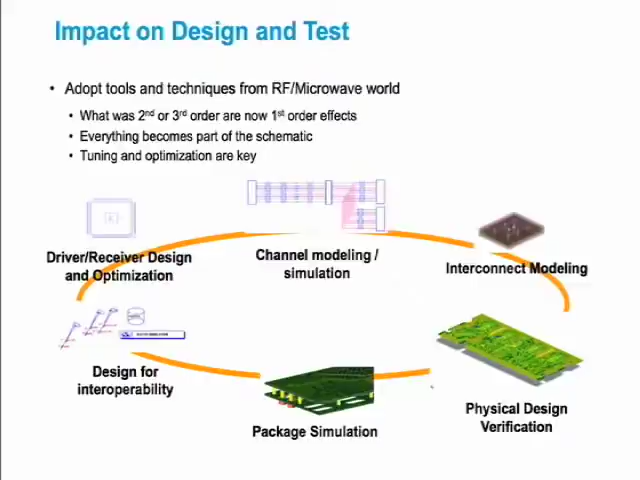 Impact on Design and Test
• Adopt tools and techniques from RF/Microwave world
• What was 2nd or 3rd order are now 1st order effects
• Everything becomes part of the schematic
• Tuning and optimization are key
Driver/Receiver Design
and Optimization
Channel modeling /
simulation
Interconnect Modeling
Design for
interoperability
Package Simulation
Physical Design
Verification